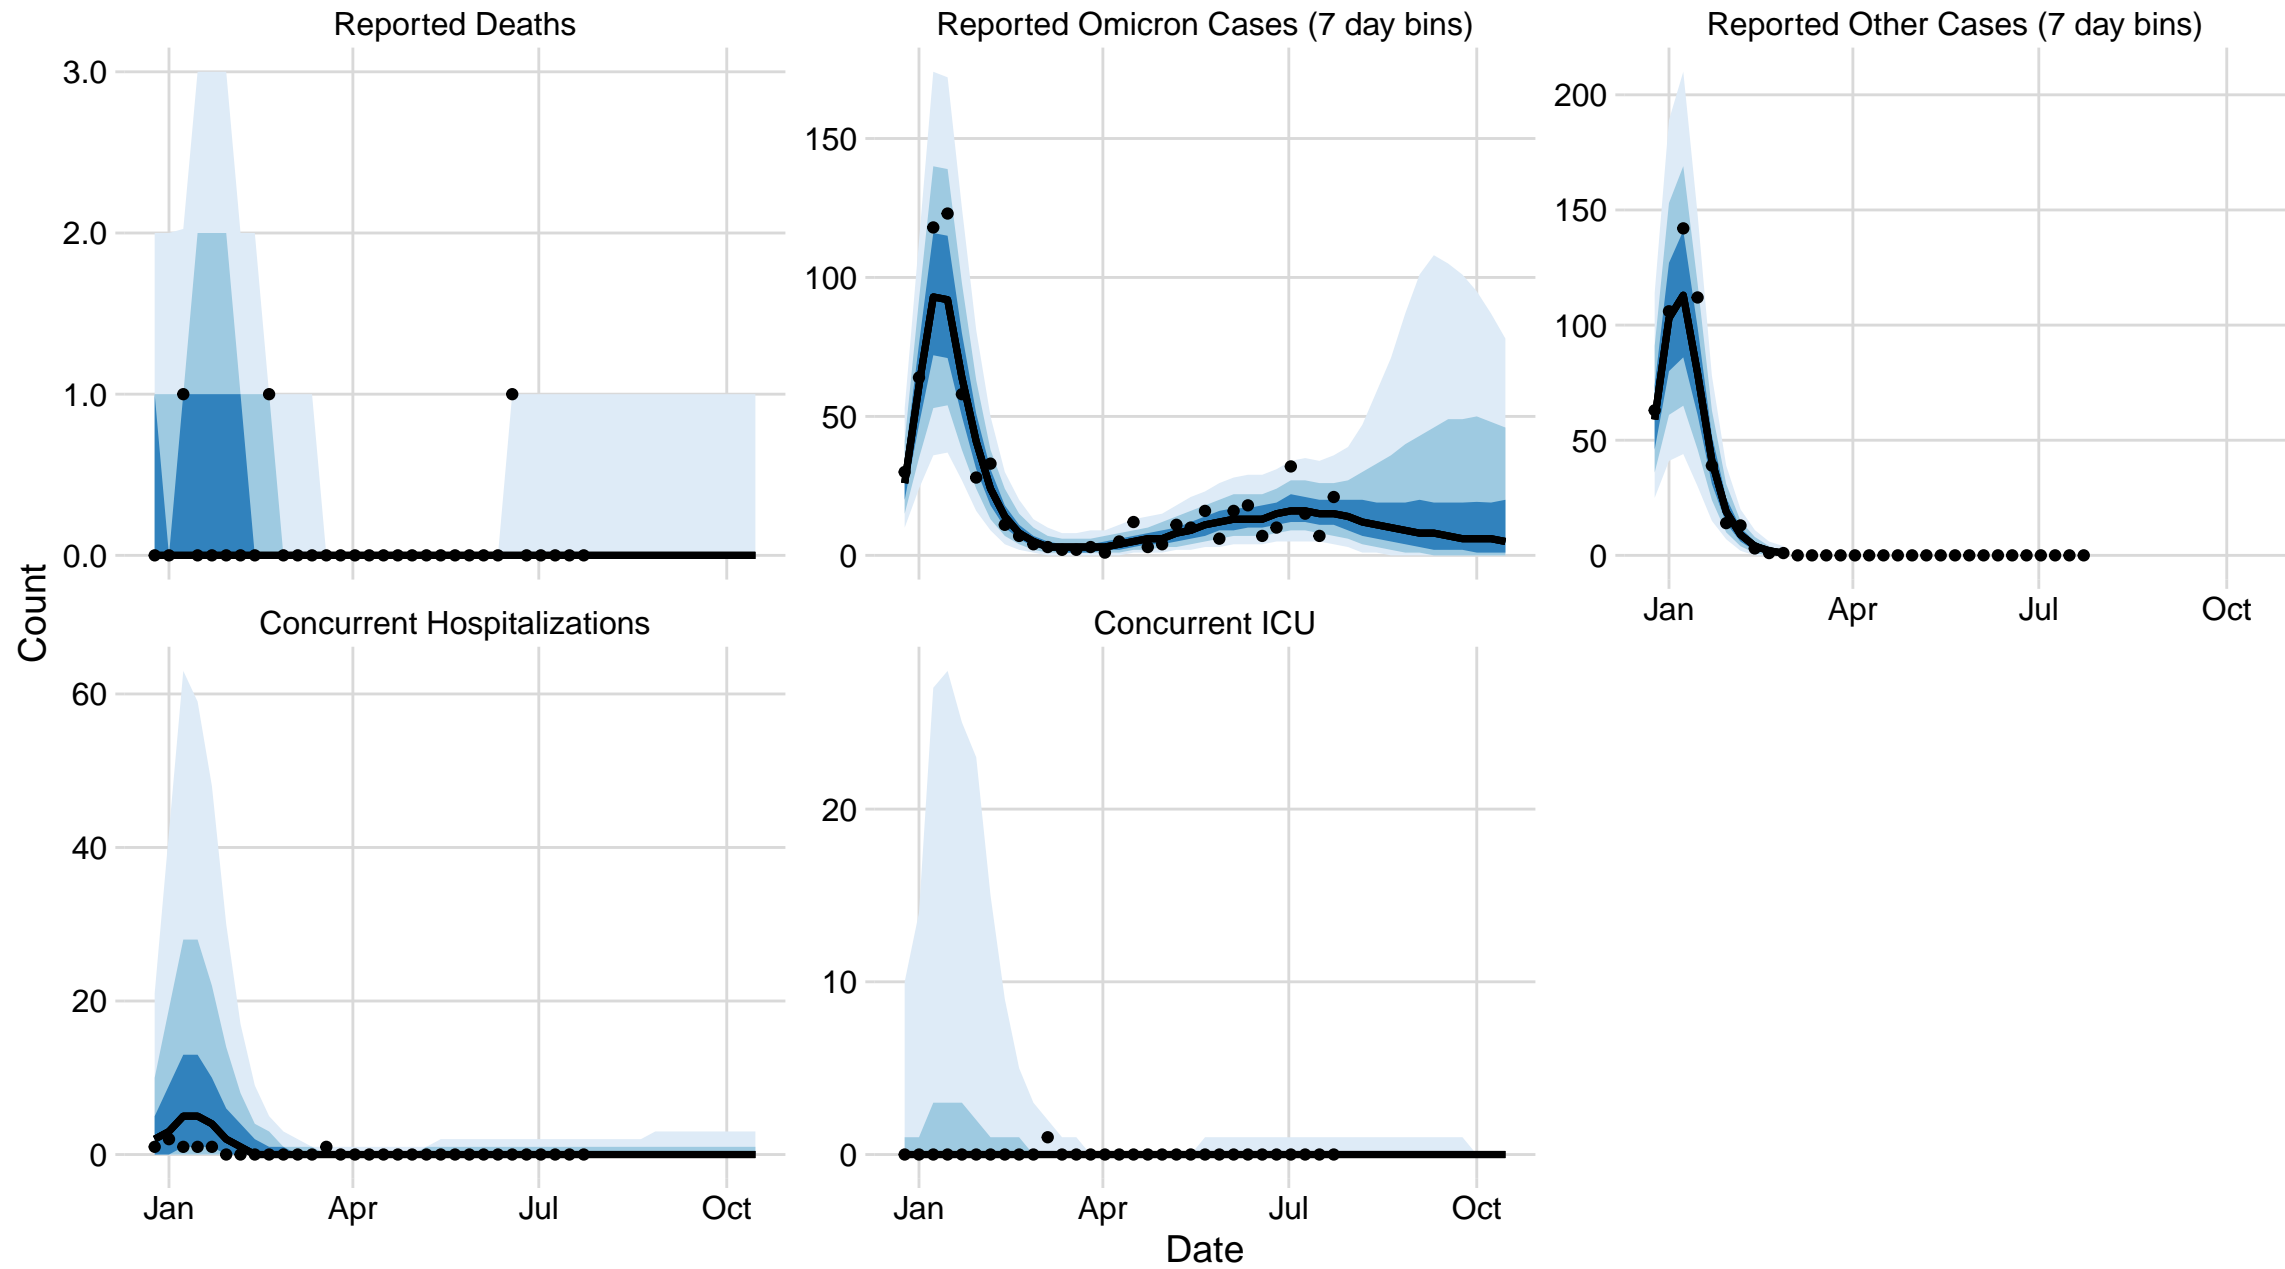 Reported Deaths
Reported Omicron Cases (7 day bins)
Reported Other Cases (7 day bins)
3.0
2.0
1.0
0.0
150
100
50
0
200
150
100
50
0
Jan Apr Jul Oct
Count
Concurrent Hospitalizations
Concurrent ICU
60
40
20
0
20
10
0
Jan Apr Jul Oct
Jan Apr Jul Oct
Date